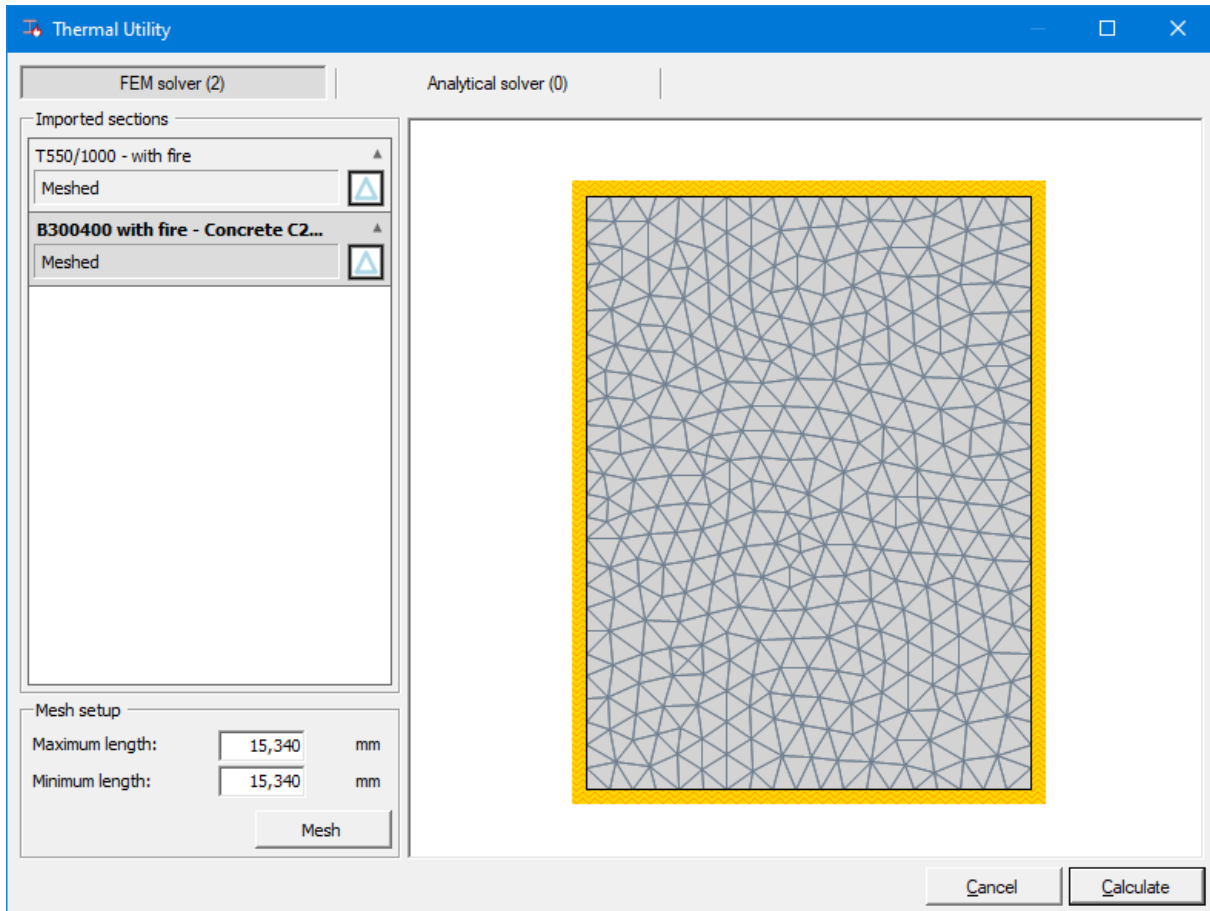 Thermal Utility
FEM solver (2)
Analytical solver (0)
Imported sections
T550/1000 - with fire
Meshed
B300400 with fire - Concrete C2...
Meshed
Mesh setup
Maximum length: 15,340 mm
Minimum length: 15,340 mm
Mesh
Cancel
Calculate